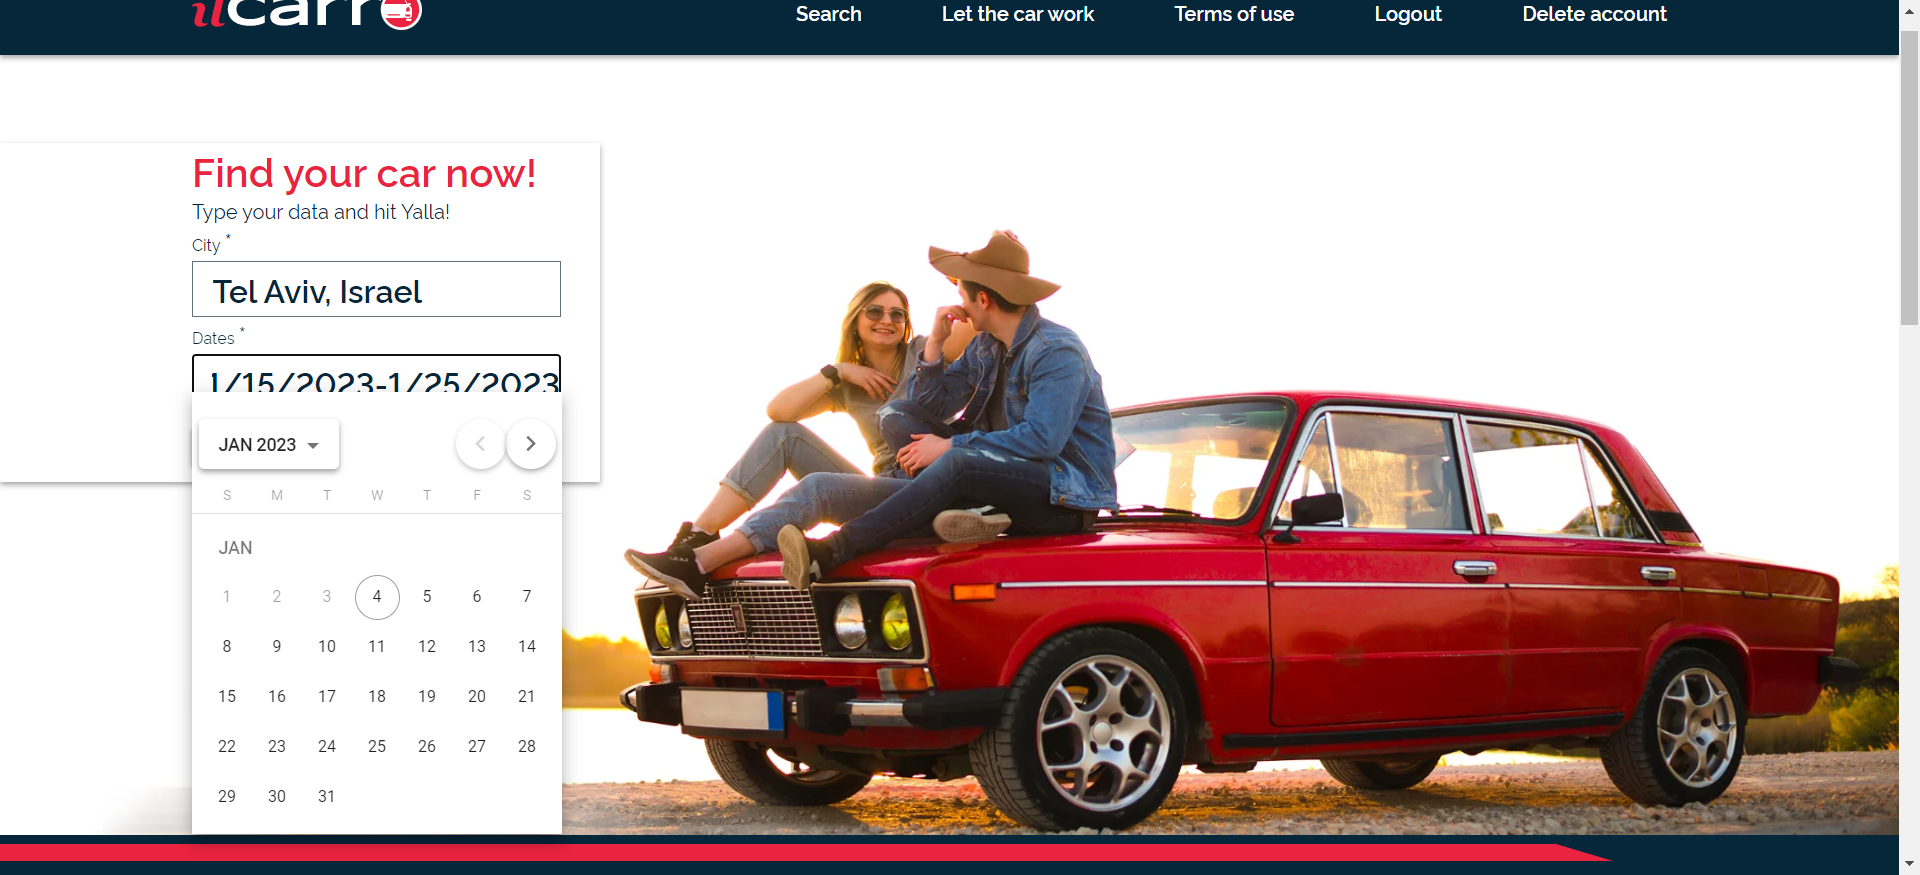 ilcarro
Search Let the car work Terms of use Logout Delete account
Find your car now!
Type your data and hit Yalla!
City *
Tel Aviv, Israel
Dates *
1/15/2023-1/25/2023
JAN 2023
S M T W T F S
JAN
1 2 3 4 5 6 7
8 9 10 11 12 13 14
15 16 17 18 19 20 21
22 23 24 25 26 27 28
29 30 31